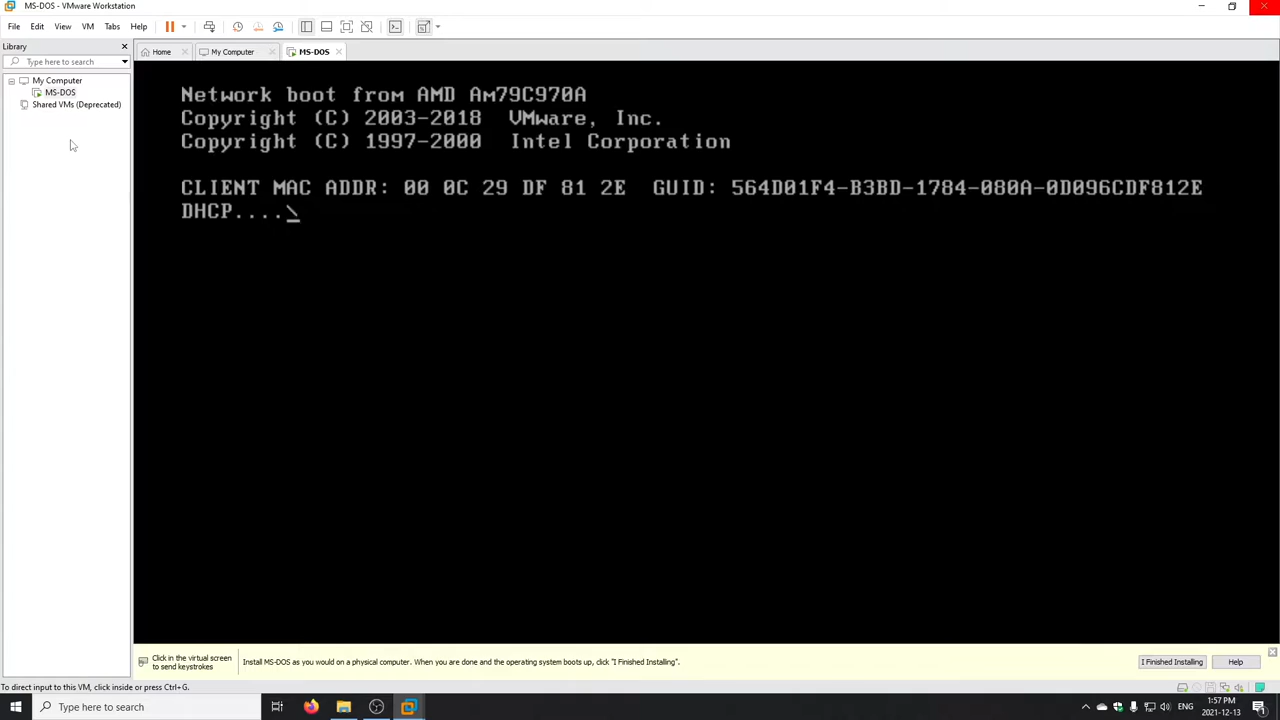 MS-DOS - VMware Workstation
File Edit View VM Tabs Help
Library
Type here to search
My Computer
MS-DOS
Shared VMs (Deprecated)
Home
My Computer
MS-DOS
Network boot from AMD Am79C970A
Copyright (C) 2003-2018 VMware, Inc.
Copyright (C) 1997-2000 Intel Corporation
CLIENT MAC ADDR: 00 0C 29 DF 81 2E GUID: 564D01F4-B3BD-1784-080A-0D096CDF812E
DHCP....\
Click in the virtual screen
to send keystrokes
Install MS-DOS as you would on a physical computer. When you are done and the operating system boots up, click "I Finished Installing".
I Finished Installing
Help
To direct input to this VM, click inside or press Ctrl+G.
Type here to search
ENG
1:57 PM
2021-12-13
1